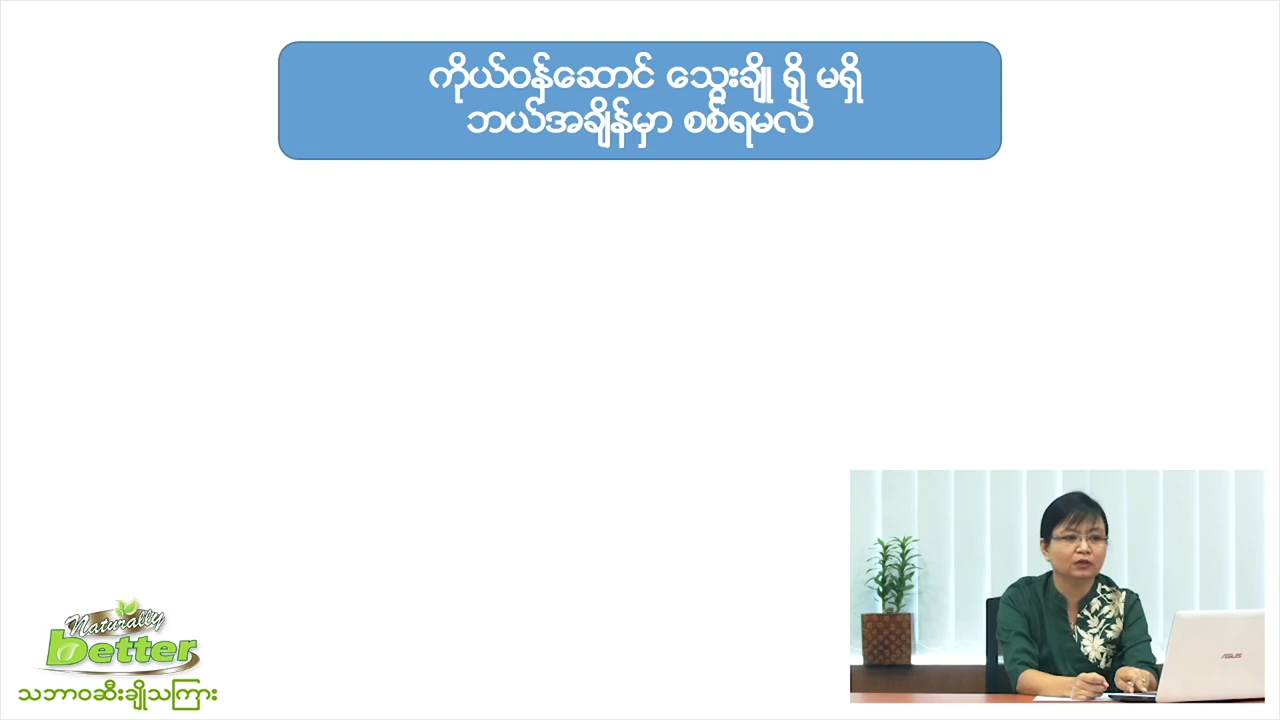 ကိုယ်ဝန်ဆောင် သွေးချို ရှိ မရှိ
ဘယ်အချိန်မှာ စစ်ရမလဲ
Naturally
better
သဘာဝဆီးချိုသကြား
ASUS